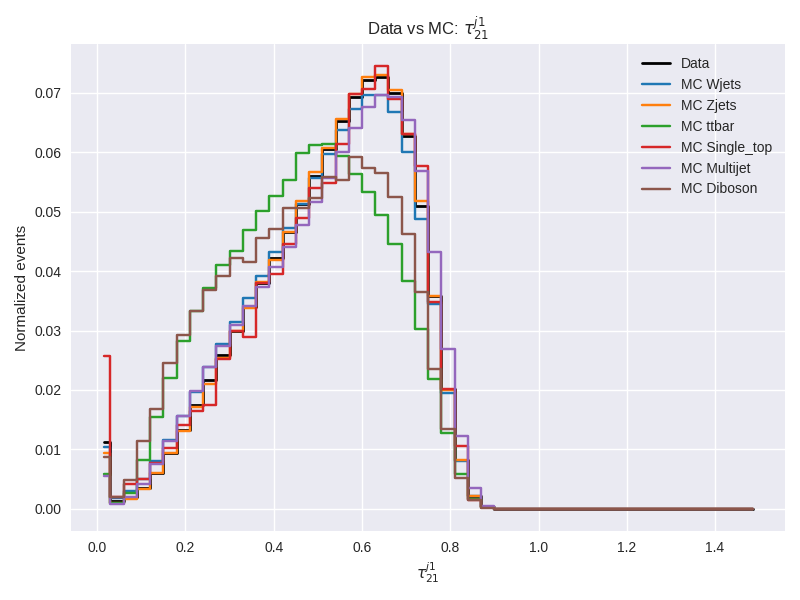 Data vs MC: τ₂₁ʲ¹
Data
MC Wjets
MC Zjets
MC ttbar
MC Single_top
MC Multijet
MC Diboson
Normalized events
0.07
0.06
0.05
0.04
0.03
0.02
0.01
0.00
0.0 0.2 0.4 0.6 0.8 1.0 1.2 1.4
τ₂₁ʲ¹